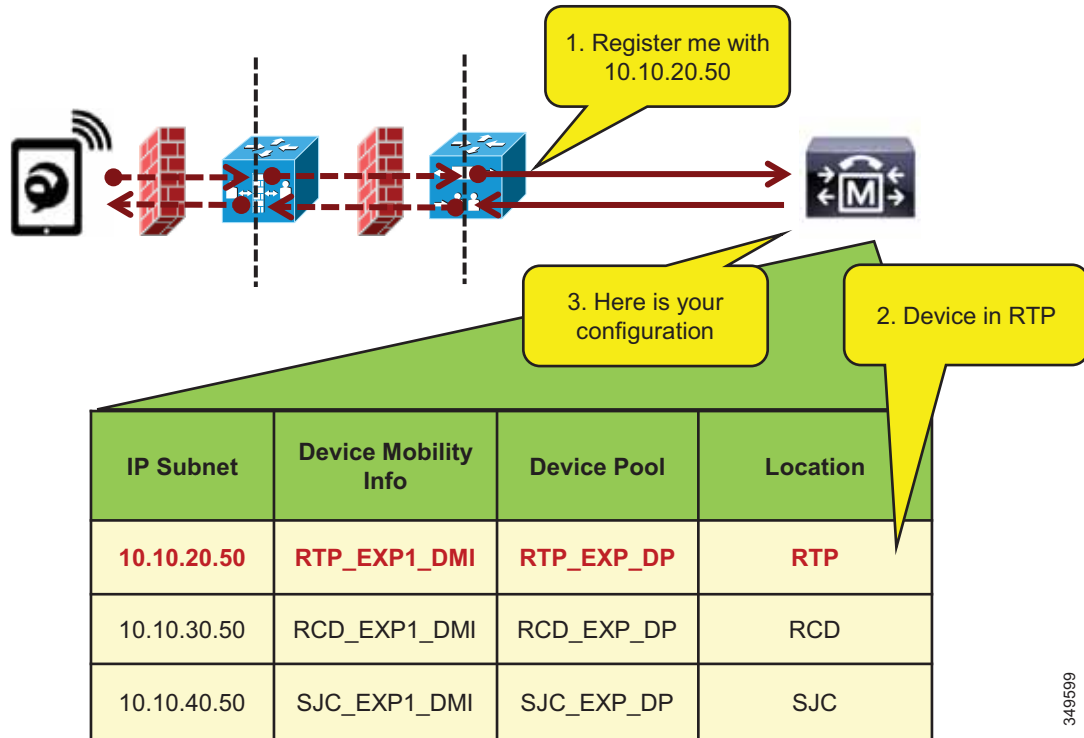 1. Register me with
10.10.20.50
M
3. Here is your
configuration
2. Device in RTP
IP Subnet Device Mobility Info Device Pool Location
10.10.20.50 RTP_EXP1_DMI RTP_EXP_DP RTP
10.10.30.50 RCD_EXP1_DMI RCD_EXP_DP RCD
10.10.40.50 SJC_EXP1_DMI SJC_EXP_DP SJC
349599